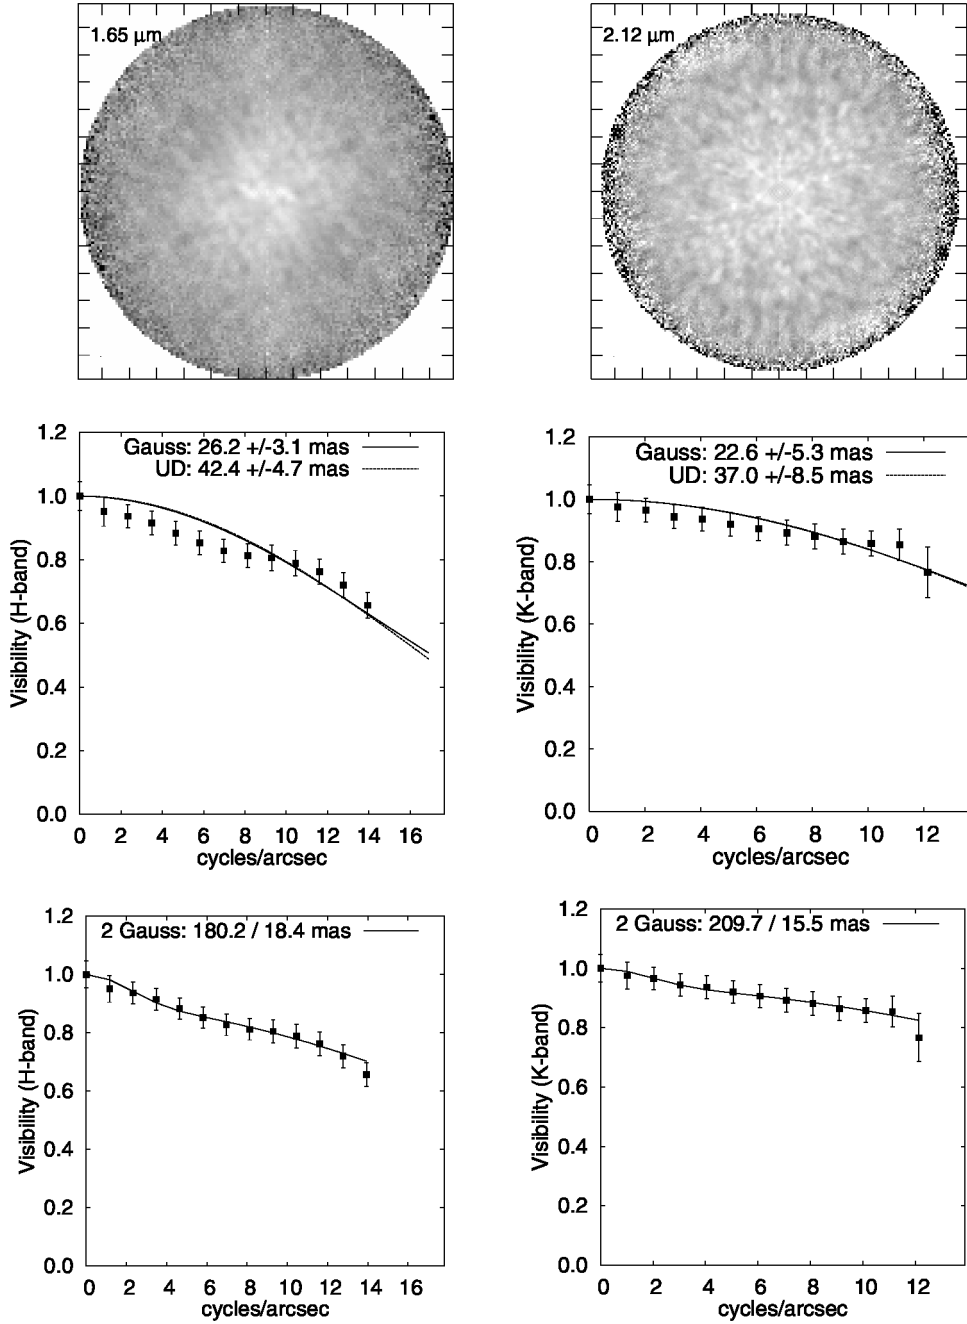 1.65 µm
2.12 µm
Gauss: 26.2 +/-3.1 mas
UD: 42.4 +/-4.7 mas
1.2
1.0
0.8
0.6
0.4
0.2
0.0
Visibility (H-band)
0 2 4 6 8 10 12 14 16
cycles/arcsec
Gauss: 22.6 +/-5.3 mas
UD: 37.0 +/-8.5 mas
1.2
1.0
0.8
0.6
0.4
0.2
0.0
Visibility (K-band)
0 2 4 6 8 10 12
cycles/arcsec
2 Gauss: 180.2 / 18.4 mas
1.2
1.0
0.8
0.6
0.4
0.2
0.0
Visibility (H-band)
0 2 4 6 8 10 12 14 16
cycles/arcsec
2 Gauss: 209.7 / 15.5 mas
1.2
1.0
0.8
0.6
0.4
0.2
0.0
Visibility (K-band)
0 2 4 6 8 10 12
cycles/arcsec